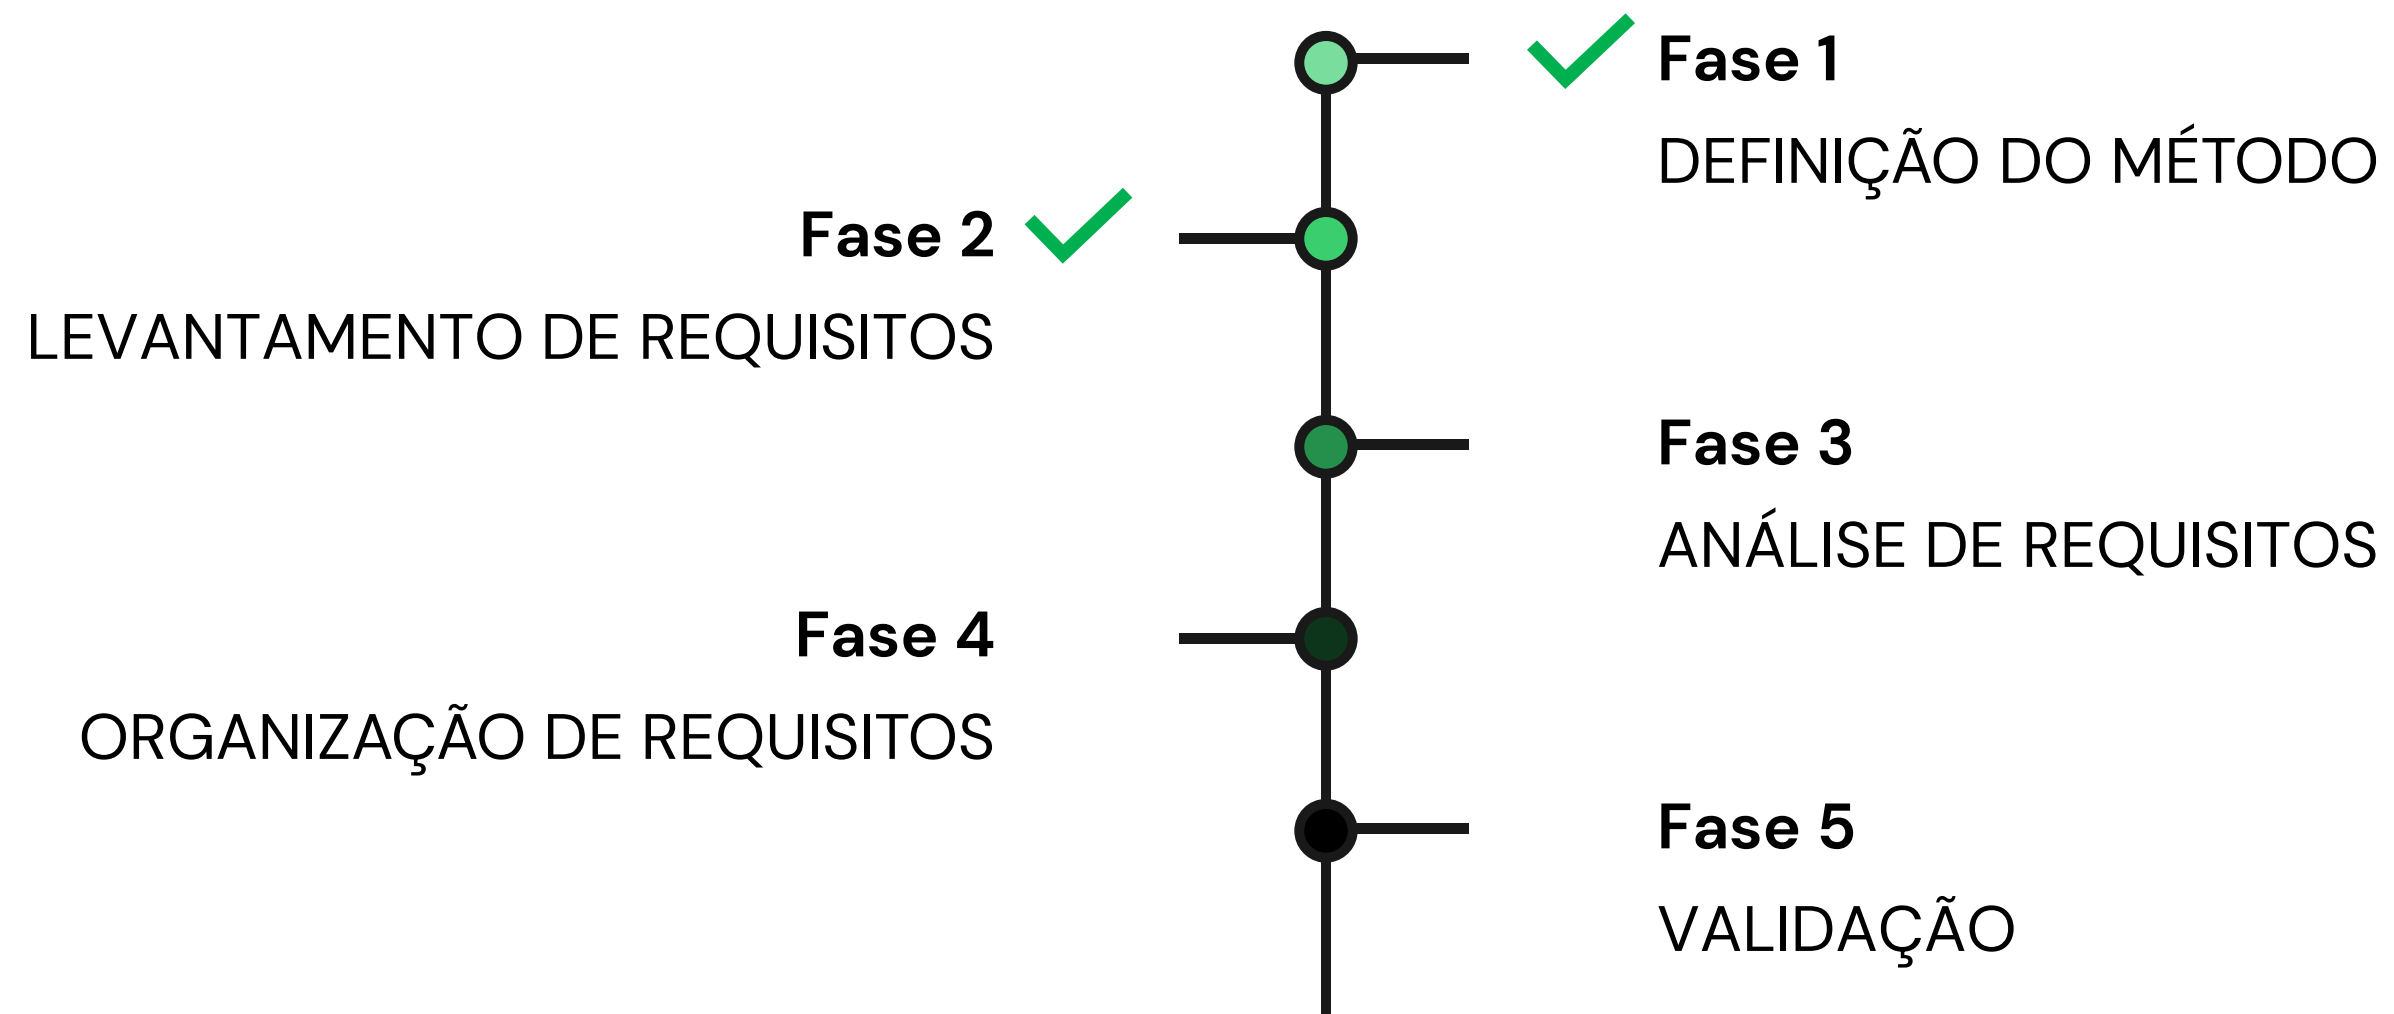 Fase 1
DEFINIÇÃO DO MÉTODO
Fase 2
LEVANTAMENTO DE REQUISITOS
Fase 3
ANÁLISE DE REQUISITOS
Fase 4
ORGANIZAÇÃO DE REQUISITOS
Fase 5
VALIDAÇÃO